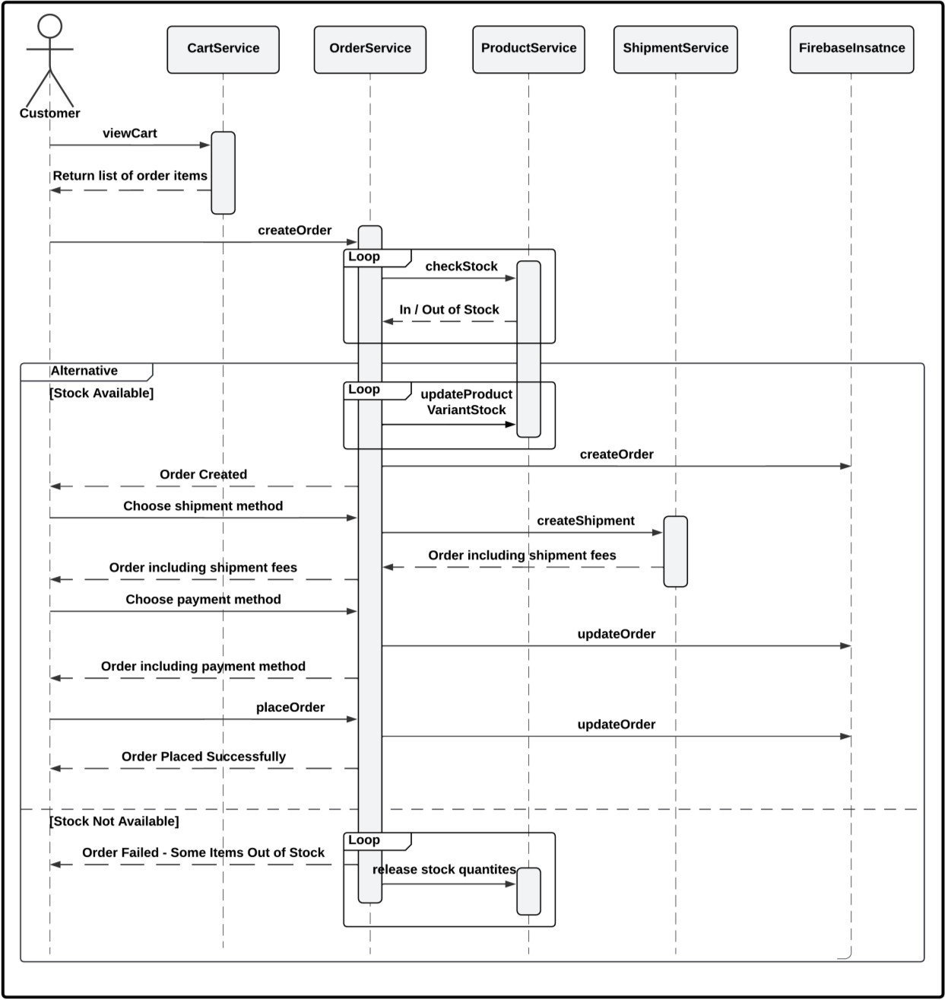 CartService
OrderService
ProductService
ShipmentService
FirebaseInsatnce
Customer
viewCart
Return list of order items
createOrder
Loop
checkStock
In / Out of Stock
Alternative
[Stock Available]
Loop
updateProduct
VariantStock
createOrder
Order Created
Choose shipment method
createShipment
Order including shipment fees
Order including shipment fees
Choose payment method
updateOrder
Order including payment method
placeOrder
updateOrder
Order Placed Successfully
[Stock Not Available]
Loop
Order Failed - Some Items Out of Stock
release stock quantites